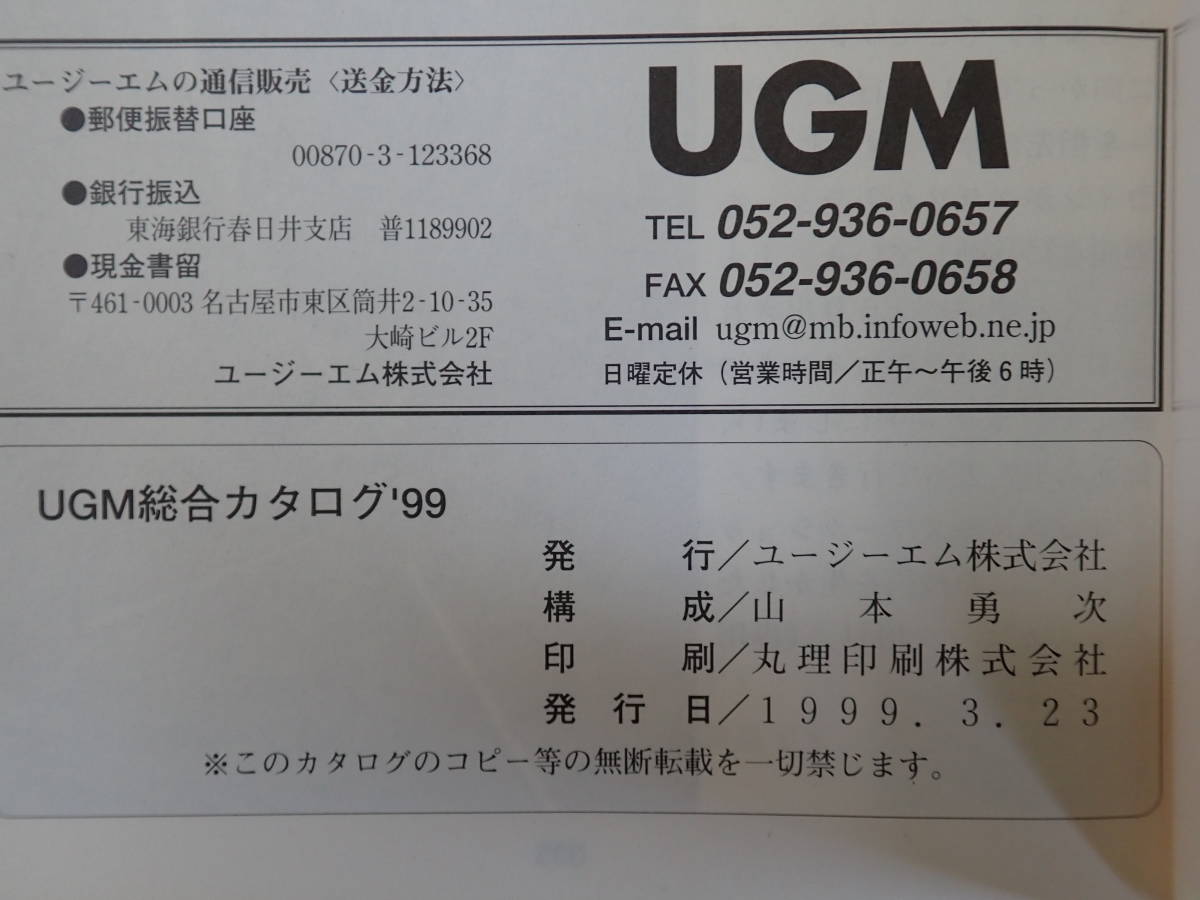 ユージーエムの通信販売〈送金方法〉
●郵便振替口座
00870-3-123368
●銀行振込
東海銀行春日井支店　普1189902
●現金書留
〒461-0003 名古屋市東区筒井2-10-35
大崎ビル2F
ユージーエム株式会社
UGM
TEL 052-936-0657
FAX 052-936-0658
E-mail ugm@mb.infoweb.ne.jp
日曜定休（営業時間／正午〜午後6時）
UGM総合カタログ'99
発行／ユージーエム株式会社
構成／山本勇次
印刷／丸理印刷株式会社
発行日／1999.3.23
※このカタログのコピー等の無断転載を一切禁じます。